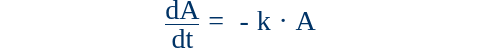 dA/dt = - k · A